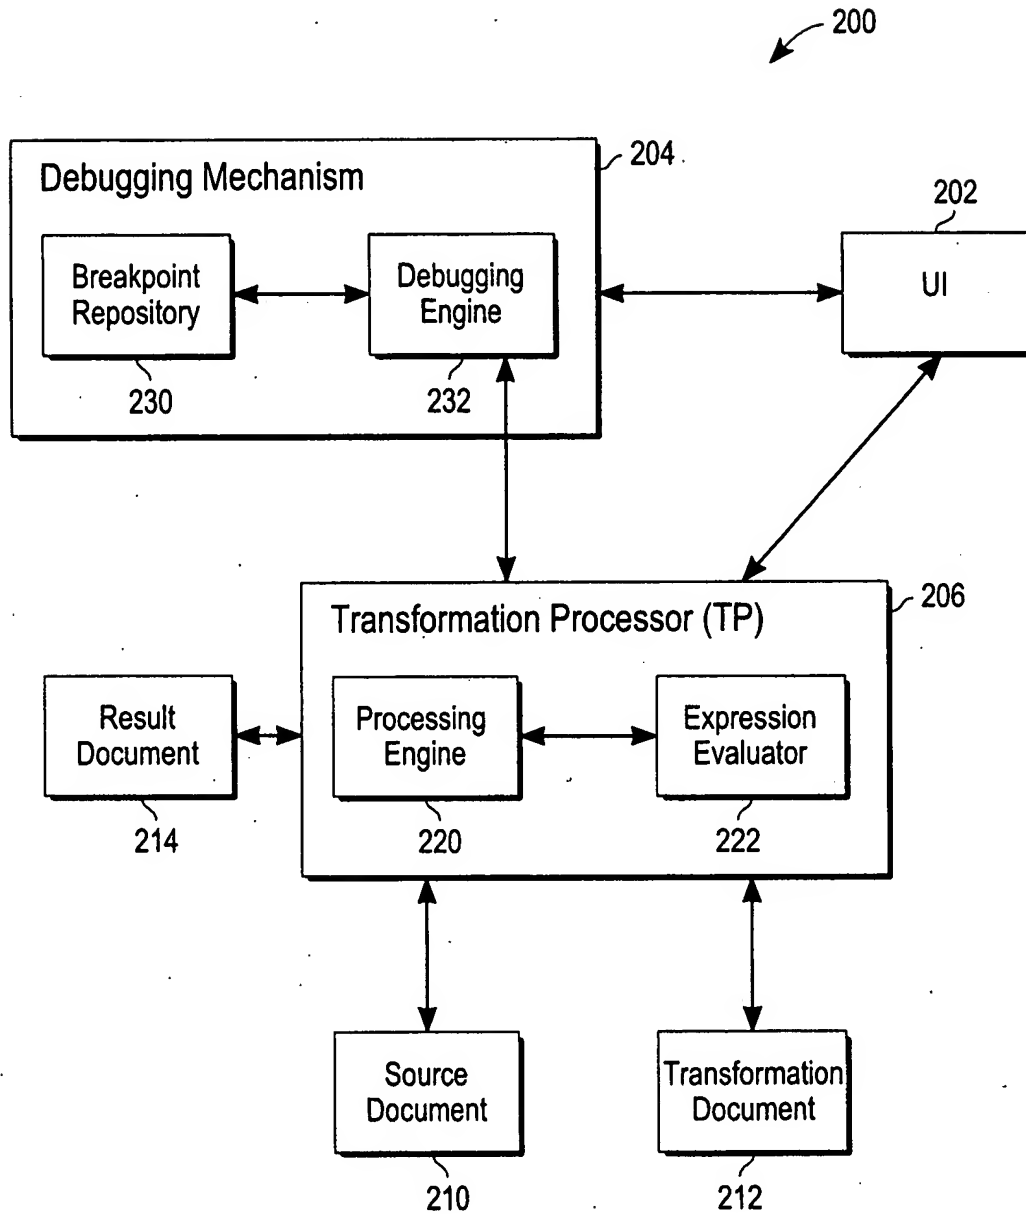 200
204
Debugging Mechanism
202
Breakpoint
Repository
Debugging
Engine
UI
230
232
206
Transformation Processor (TP)
Result
Document
Processing
Engine
Expression
Evaluator
214
220
222
Source
Document
Transformation
Document
210
212